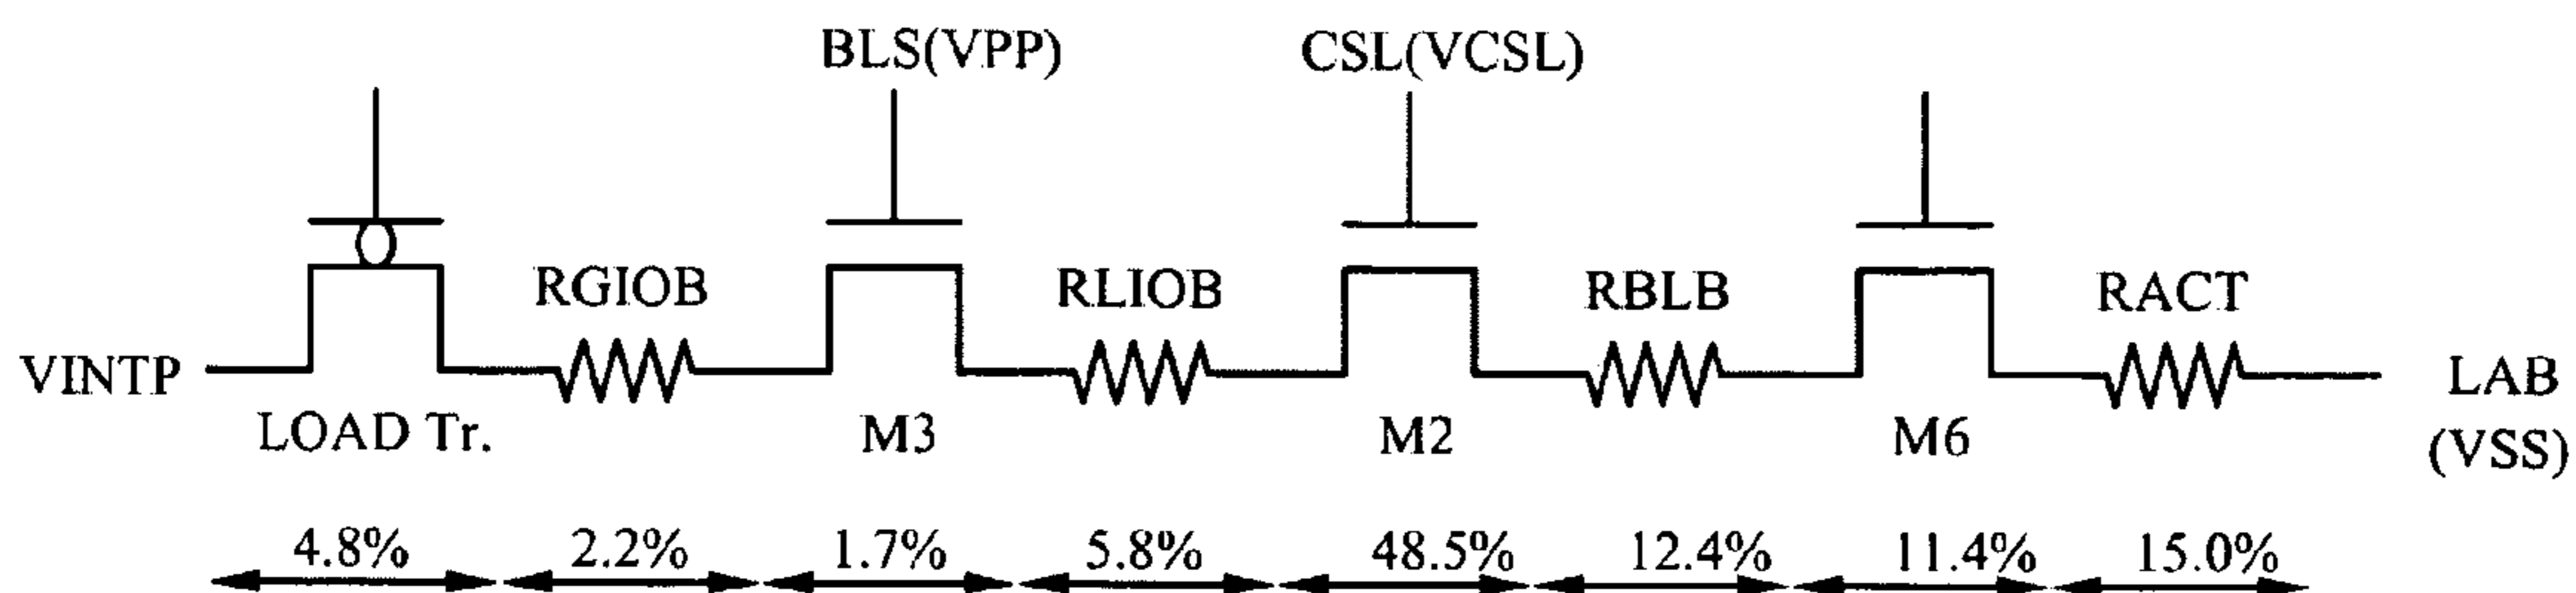 BLS(VPP) CSL(VCSL)
RGIOB RLIOB RBLB RACT
VINTP LAB
LOAD Tr. M3 M2 M6 (VSS)
4.8% 2.2% 1.7% 5.8% 48.5% 12.4% 11.4% 15.0%